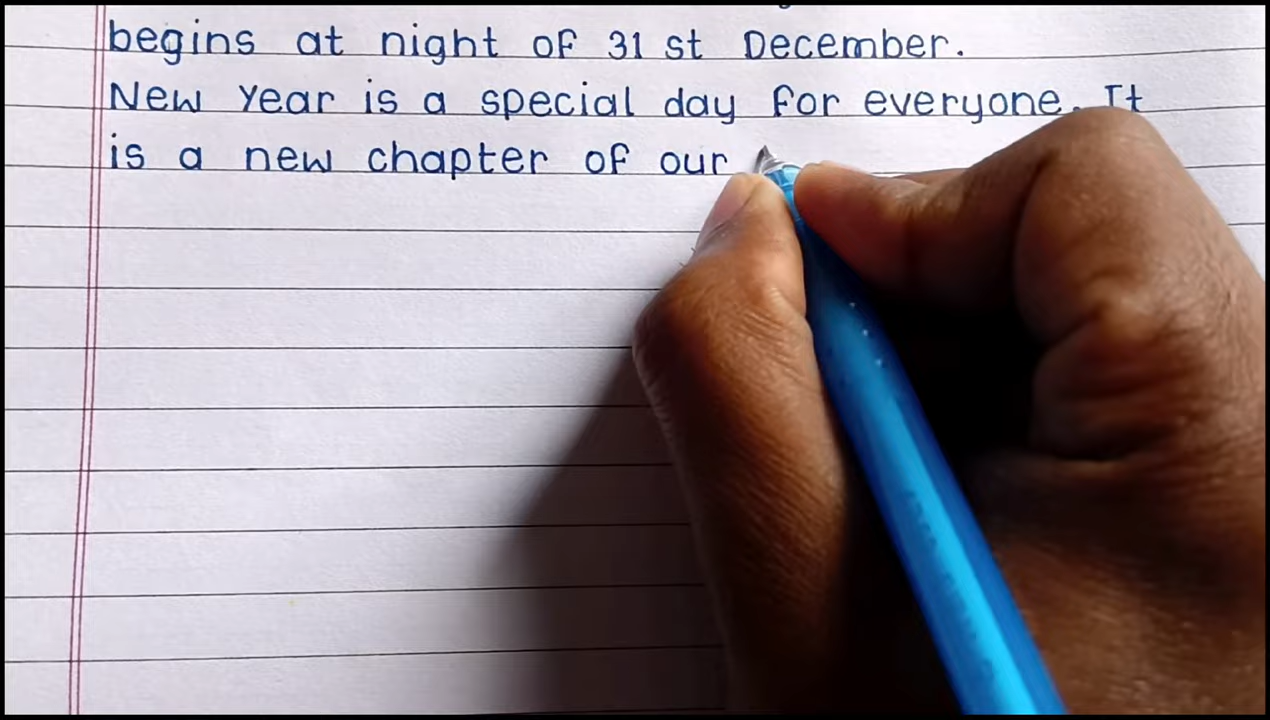 begins at night of 31 st December.
New Year is a special day for everyone. It
is a new chapter of our